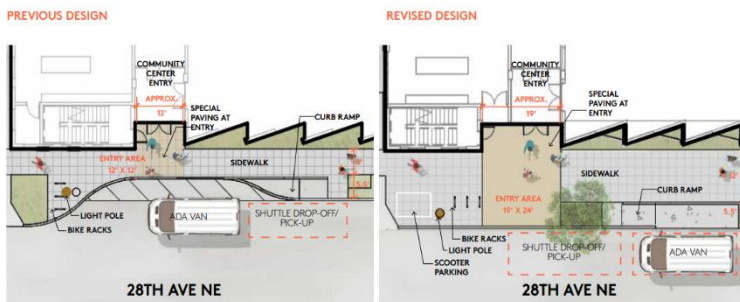 PREVIOUS DESIGN
COMMUNITY
CENTER
ENTRY
APPROX.
12'
SPECIAL
PAVING AT
ENTRY
CURB RAMP
ENTRY AREA
12' X 12'
SIDEWALK
5.5'
LIGHT POLE
BIKE RACKS
ADA VAN
SHUTTLE DROP-OFF/
PICK-UP
28TH AVE NE
REVISED DESIGN
COMMUNITY
CENTER
ENTRY
APPROX.
19'
SPECIAL
PAVING AT
ENTRY
SIDEWALK
12'
ENTRY AREA
19' X 24'
CURB RAMP
5.5'
BIKE RACKS
LIGHT POLE
SCOOTER
PARKING
SHUTTLE DROP-OFF/
PICK-UP
ADA VAN
28TH AVE NE